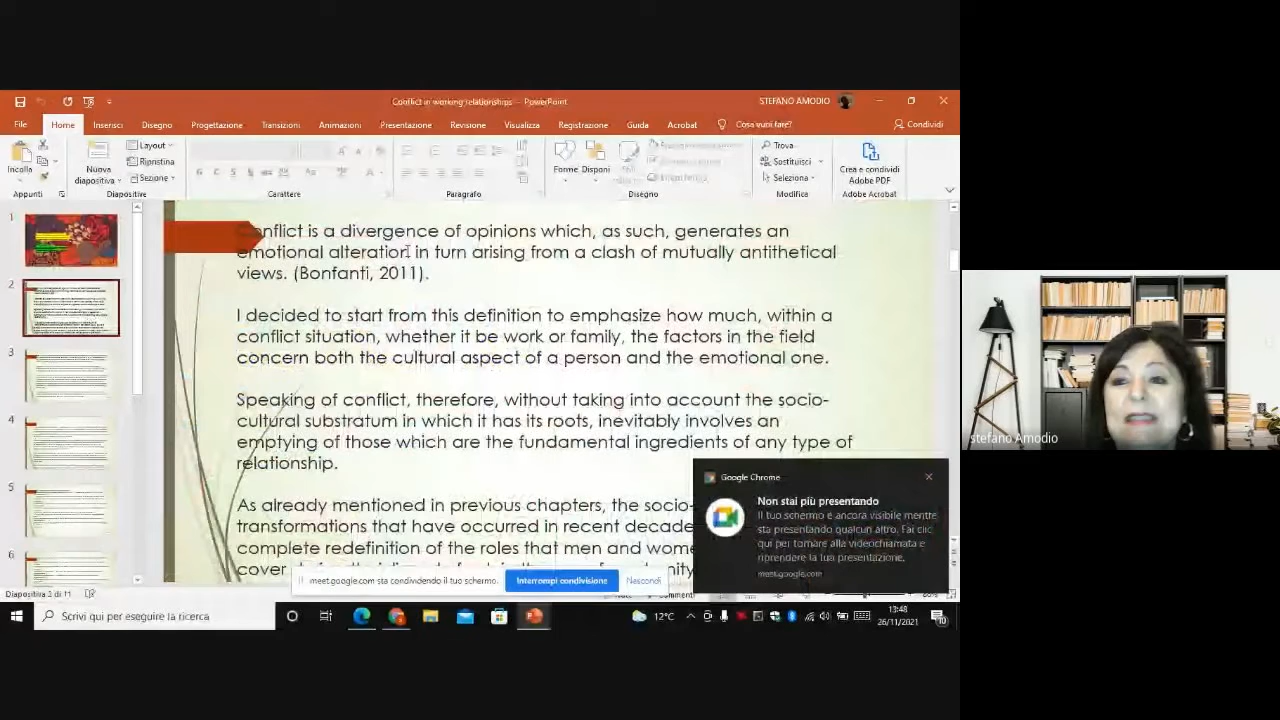 Conflict in working relationships - PowerPoint
STEFANO AMODIO
File Home Inserisci Disegno Progettazione Transizioni Animazioni Presentazione Revisione Visualizza Registrazione Guida Acrobat Cosa vuoi fare? Condividi
Incolla
Nuova diapositiva
Layout
Ripristina
Sezione
Forme Disponi
Trova
Sostituisci
Seleziona
Crea e condividi
Adobe PDF
Appunti Diapositive Carattere Paragrafo Disegno Modifica Adobe Acrobat
1
2
3
4
5
6
Conflict is a divergence of opinions which, as such, generates an
emotional alteration in turn arising from a clash of mutually antithetical
views. (Bonfanti, 2011).
I decided to start from this definition to emphasize how much, within a
conflict situation, whether it be work or family, the factors in the field
concern both the cultural aspect of a person and the emotional one.
Speaking of conflict, therefore, without taking into account the socio-
cultural substratum in which it has its roots, inevitably involves an
emptying of those which are the fundamental ingredients of any type of
relationship.
As already mentioned in previous chapters, the socio-
transformations that have occurred in recent decade
complete redefinition of the roles that men and wome
Google Chrome
Non stai più presentando
Il tuo schermo è ancora visibile mentre
sta presentando qualcun altro. Fai clic
qui per tornare alla videochiamata e
riprendere la tua presentazione.
meet.google.com
meet.google.com sta condividendo il tuo schermo.
Interrompi condivisione
Nascondi
Scrivi qui per eseguire la ricerca
12°C
13:48
26/11/2021
stefano Amodio